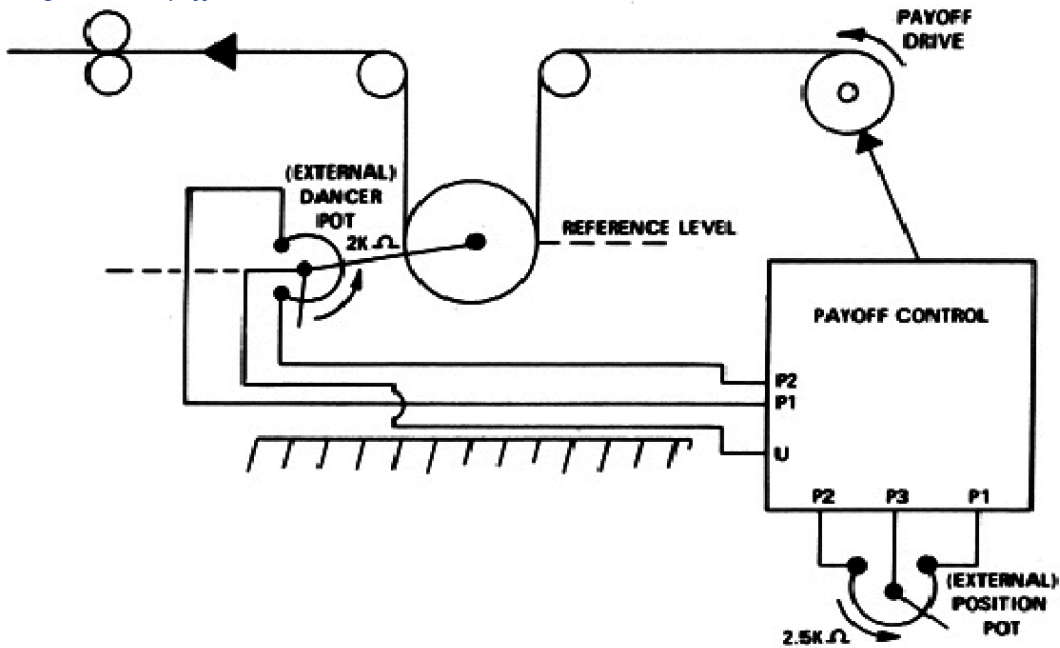 PAYOFF
DRIVE
(EXTERNAL)
DANCER
POT
2K Ω
REFERENCE LEVEL
PAYOFF CONTROL
P2
P1
U
P2 P3 P1
(EXTERNAL)
POSITION
POT
2.5K Ω